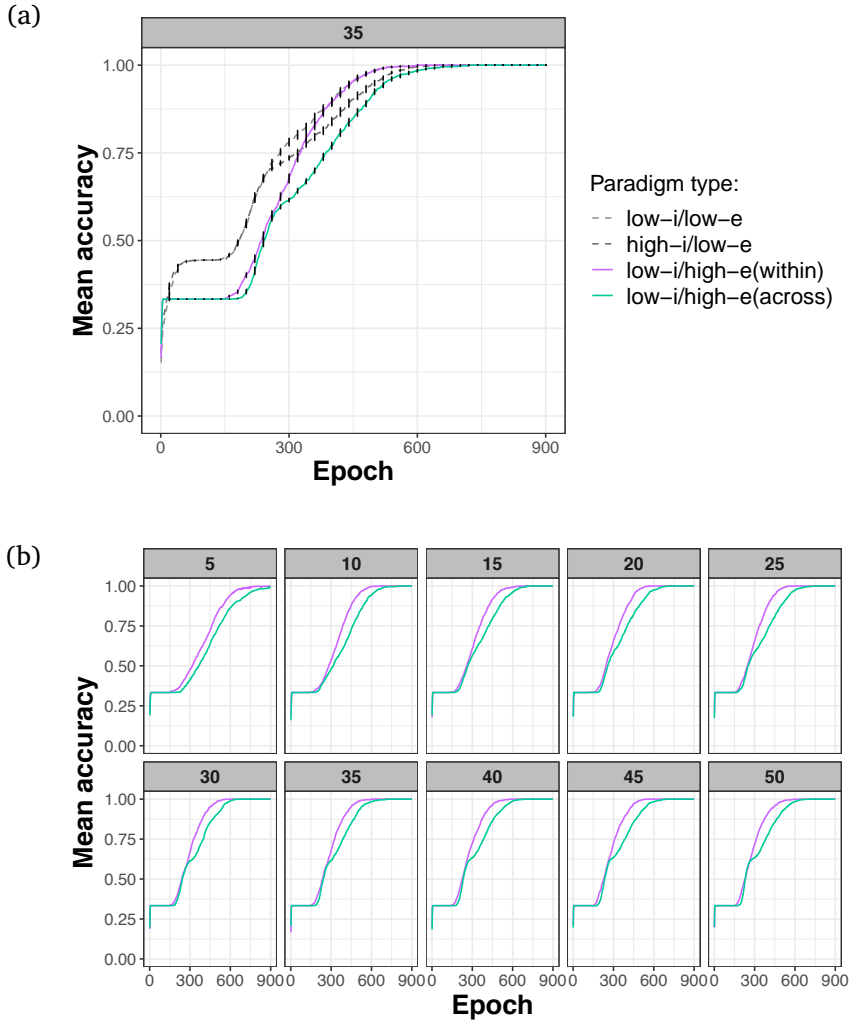 (a)
35
1.00
0.75
0.50
0.25
0.00
Mean accuracy
0 300 600 900
Epoch
Paradigm type:
low–i/low–e
high–i/low–e
low–i/high–e(within)
low–i/high–e(across)
(b)
5 10 15 20 25
1.00
0.75
0.50
0.25
0.00
Mean accuracy
30 35 40 45 50
1.00
0.75
0.50
0.25
0.00
Mean accuracy
0 300 600 900 0 300 600 900 0 300 600 900 0 300 600 900 0 300 600 900
Epoch